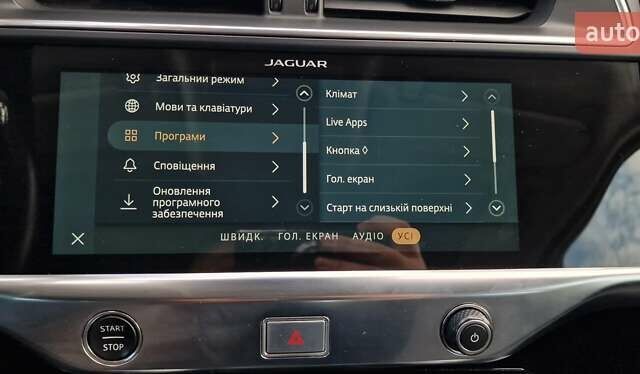 auto
JAGUAR
Загальний режим
Мови та клавіатури
Програми
Сповіщення
Оновлення
програмного
забезпечення
Клімат
Live Apps
Кнопка ◊
Гол. екран
Старт на слизькій поверхні
ШВИДК. ГОЛ. ЕКРАН АУДІО УСІ
START
STOP